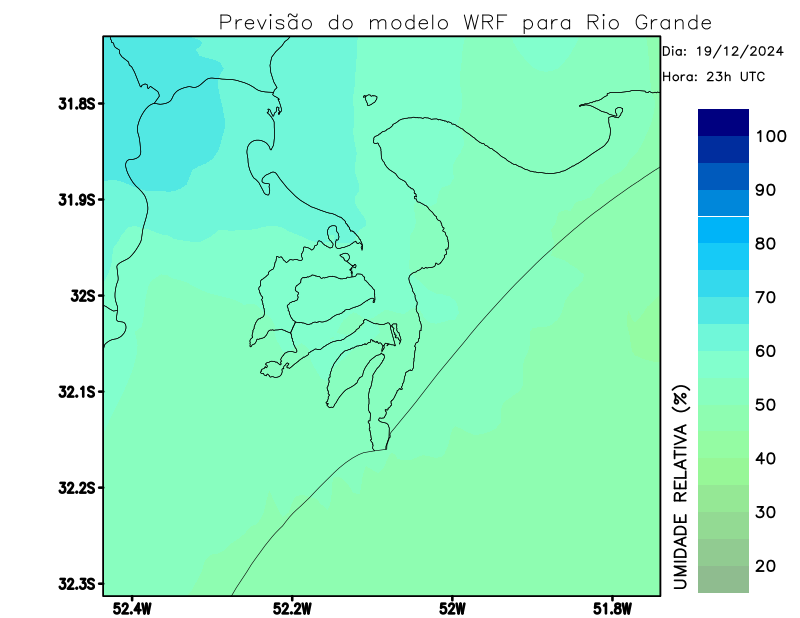 Previsão do modelo WRF para Rio Grande
Dia: 19/12/2024
Hora: 23h UTC
31.8S
31.9S
32S
32.1S
32.2S
32.3S
52.4W
52.2W
52W
51.8W
100
90
80
70
60
50
40
30
20
UMIDADE RELATIVA (%)